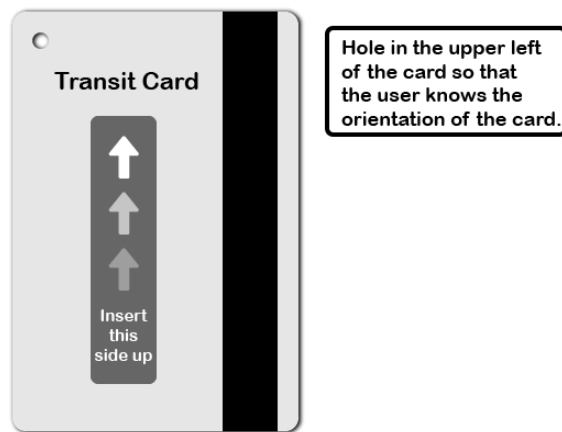 Transit Card
Insert
this
side up
Hole in the upper left
of the card so that
the user knows the
orientation of the card.